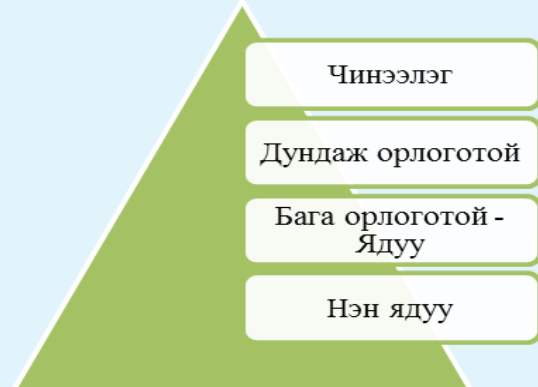 Чинээлэг
Дундаж орлоготой
Бага орлоготой -
Ядуу
Нэн ядуу